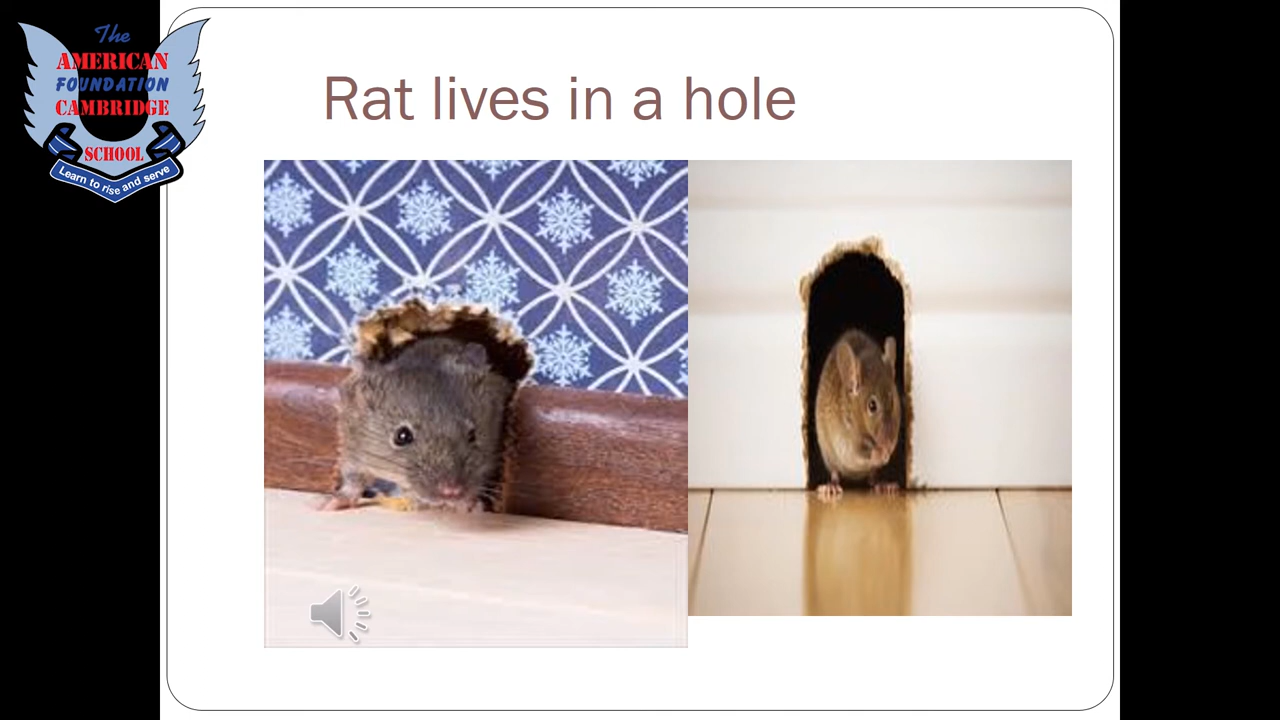 The
AMERICAN
FOUNDATION
CAMBRIDGE
SCHOOL
Learn to rise and serve
Rat lives in a hole